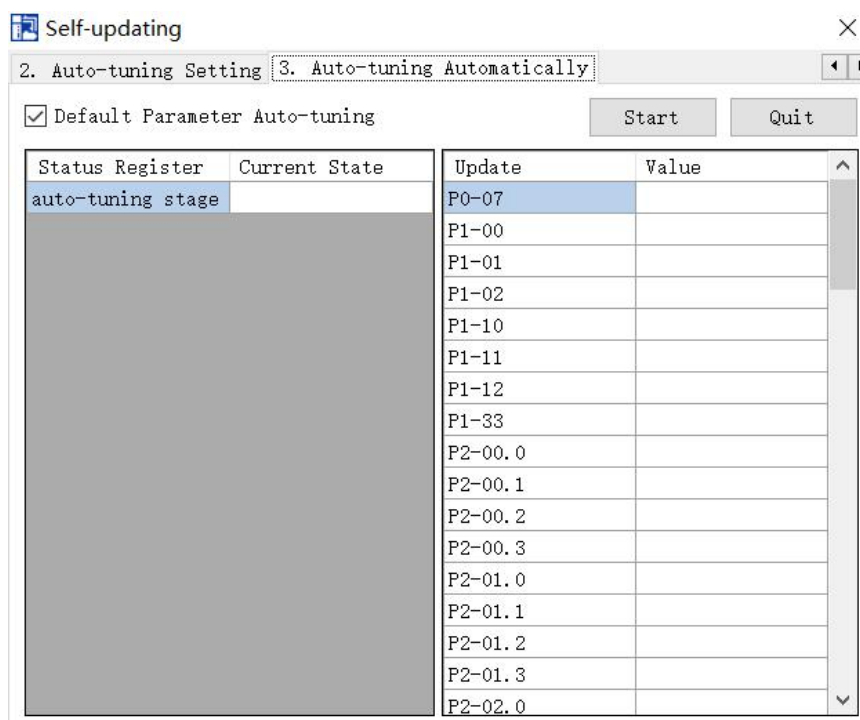 Self-updating
2. Auto-tuning Setting 3. Auto-tuning Automatically
Default Parameter Auto-tuning Start Quit
Status Register Current State Update Value
auto-tuning stage P0-07
P1-00
P1-01
P1-02
P1-10
P1-11
P1-12
P1-33
P2-00.0
P2-00.1
P2-00.2
P2-00.3
P2-01.0
P2-01.1
P2-01.2
P2-01.3
P2-02.0